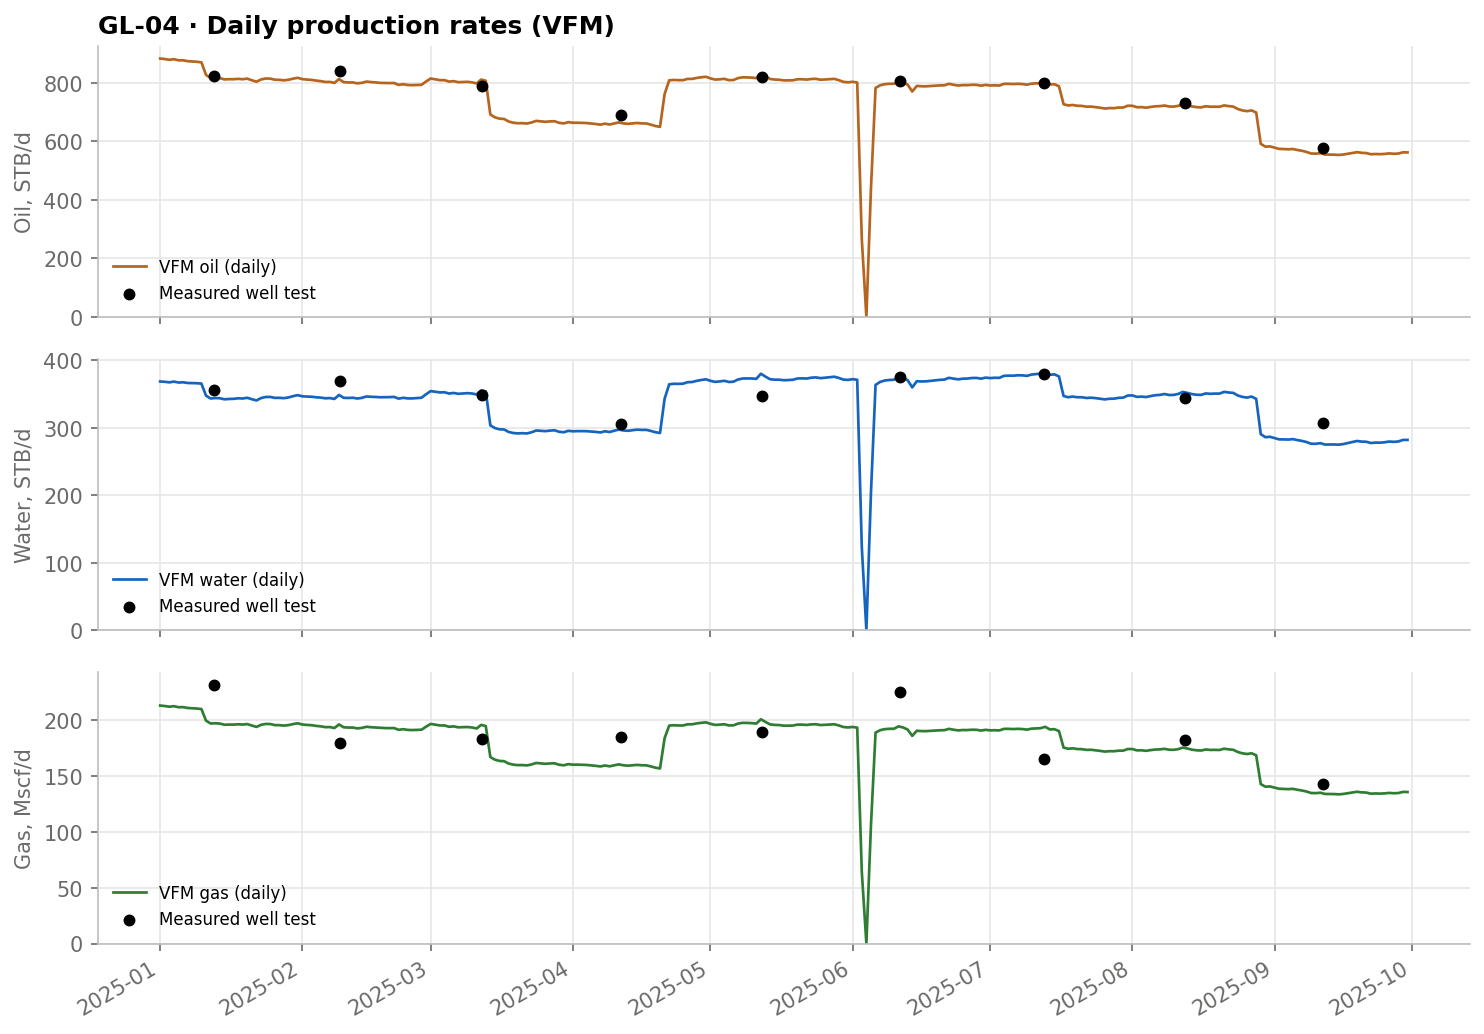 GL-04 · Daily production rates (VFM)
Oil, STB/d
800
600
400
200
0
VFM oil (daily)
Measured well test
Water, STB/d
400
300
200
100
0
VFM water (daily)
Measured well test
Gas, Mscf/d
200
150
100
50
0
VFM gas (daily)
Measured well test
2025-01
2025-02
2025-03
2025-04
2025-05
2025-06
2025-07
2025-08
2025-09
2025-10